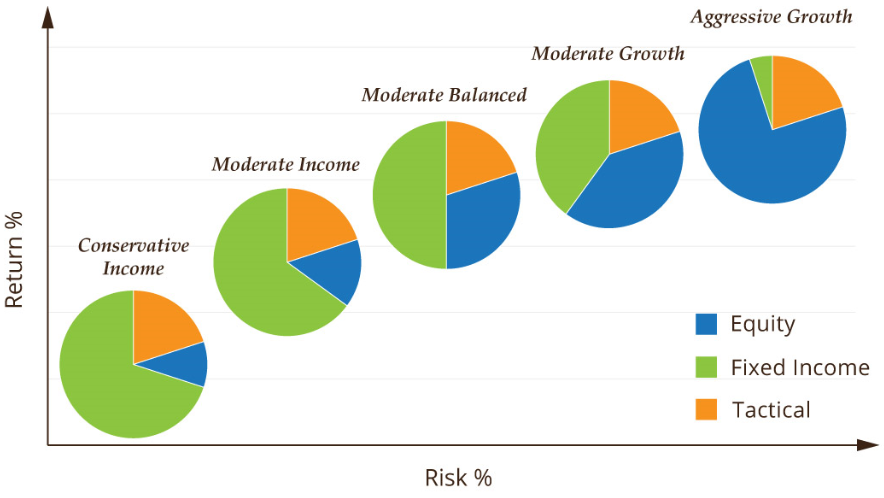 Aggressive Growth
Moderate Growth
Moderate Balanced
Moderate Income
Conservative
Income
Return %
Equity
Fixed Income
Tactical
Risk %